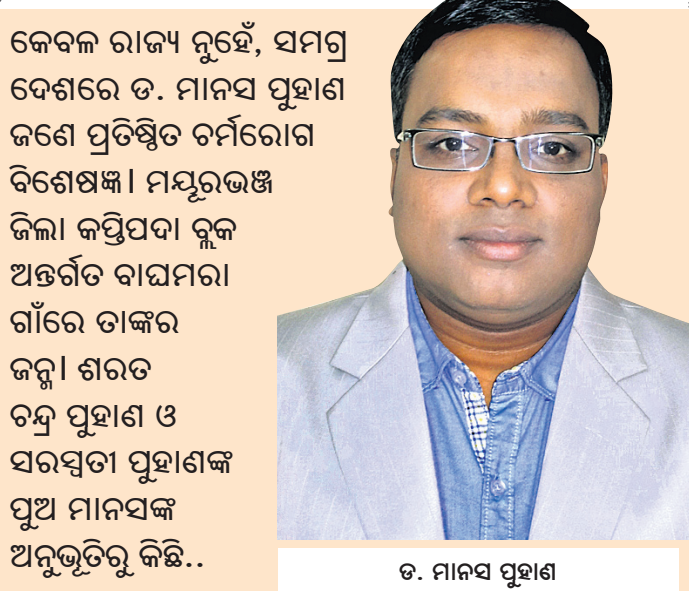 କେବଳ ରାଜ୍ୟ ନୁହେଁ, ସମଗ୍ର
ଦେଶରେ ଡ. ମାନସ ପୁହାଣ
ଜଣେ ପ୍ରତିଷ୍ଠିତ ଚର୍ମରୋଗ
ବିଶେଷଜ୍ଞ। ମୟୂରଭଞ୍ଜ
ଜିଲା କପ୍ତିପଦା ବ୍ଲକ
ଅନ୍ତର୍ଗତ ବାଘମରା
ଗାଁରେ ତାଙ୍କର
ଜନ୍ମ। ଶରତ
ଚନ୍ଦ୍ର ପୁହାଣ ଓ
ସରସ୍ୱତୀ ପୁହାଣଙ୍କ
ପୁଅ ମାନସଙ୍କ
ଅନୁଭୂତିରୁ କିଛି..
ଡ. ମାନସ ପୁହାଣ